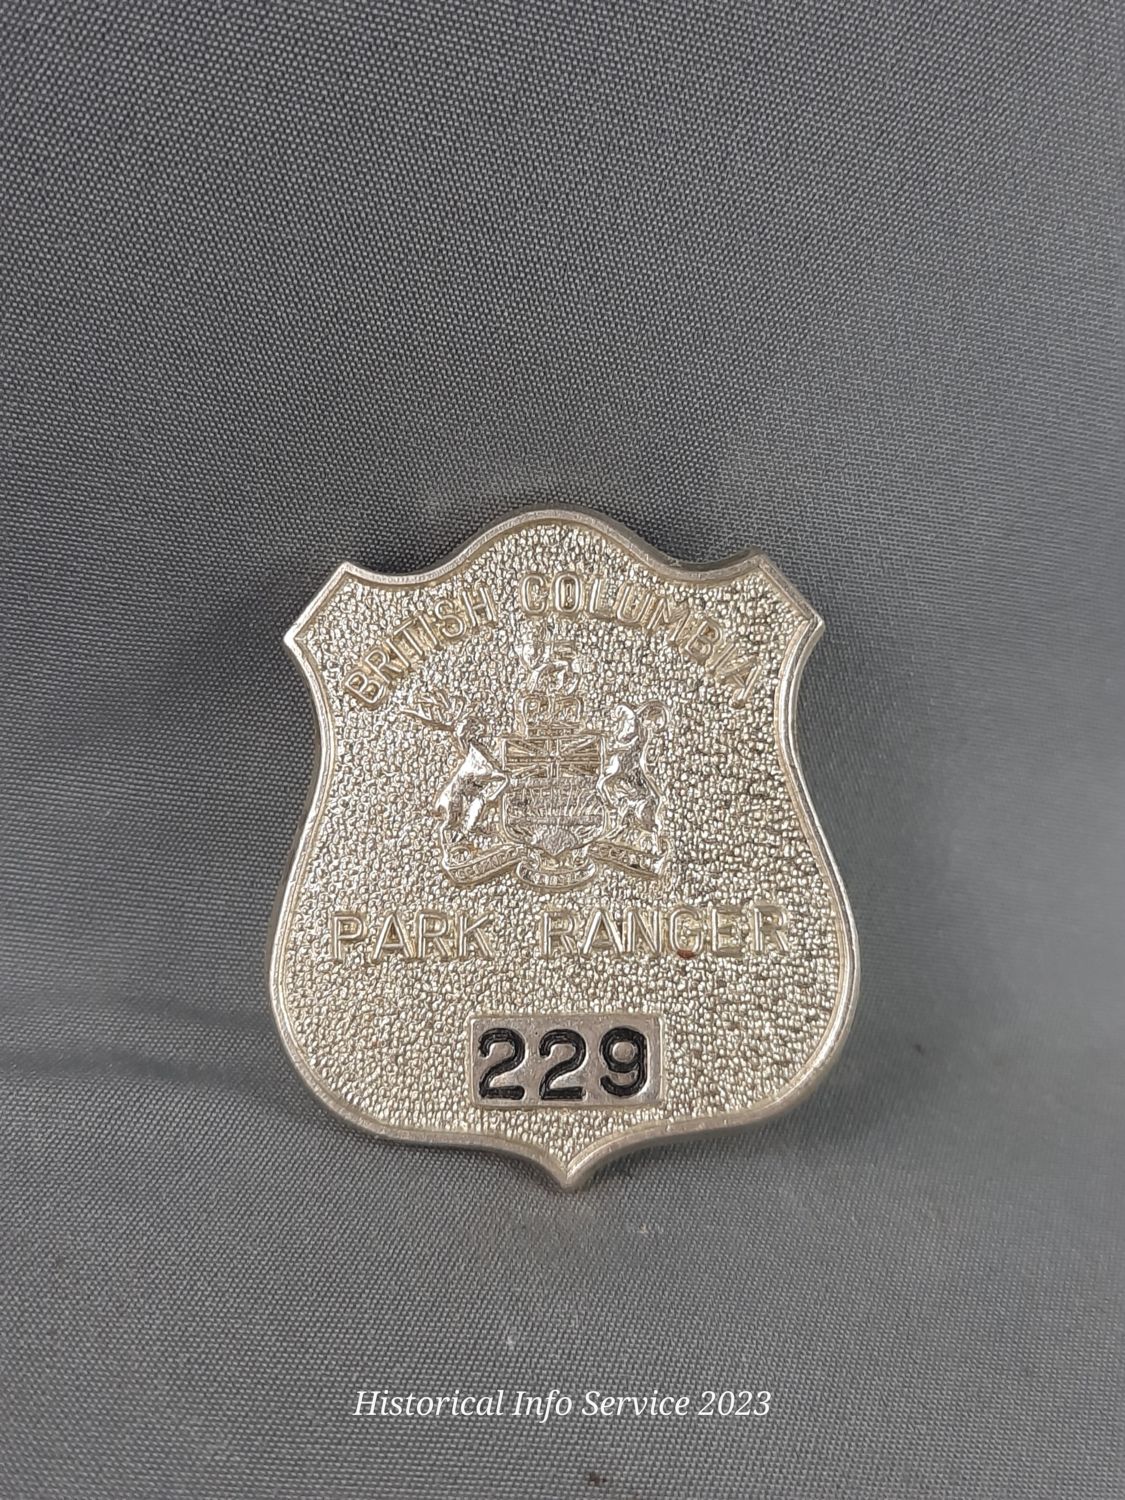 BRITISH COLUMBIA
PARK RANGER
229
Historical Info Service 2023